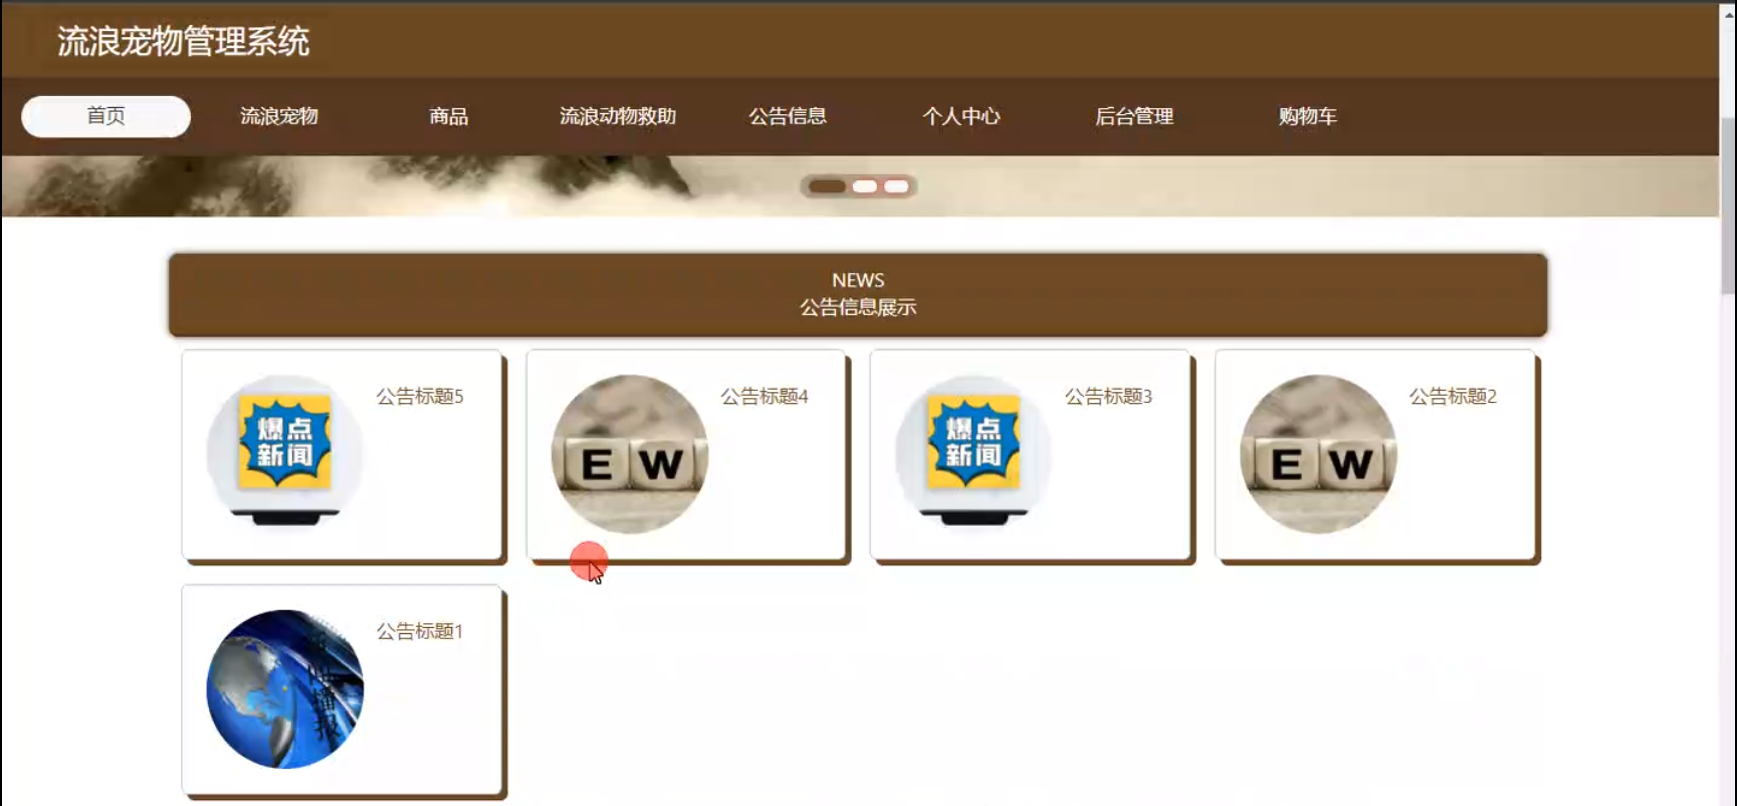 流浪宠物管理系统
首页 流浪宠物 商品 流浪动物救助 公告信息 个人中心 后台管理 购物车
NEWS
公告信息展示
爆点
新闻
公告标题5
E W
公告标题4
爆点
新闻
公告标题3
E W
公告标题2
公告标题1